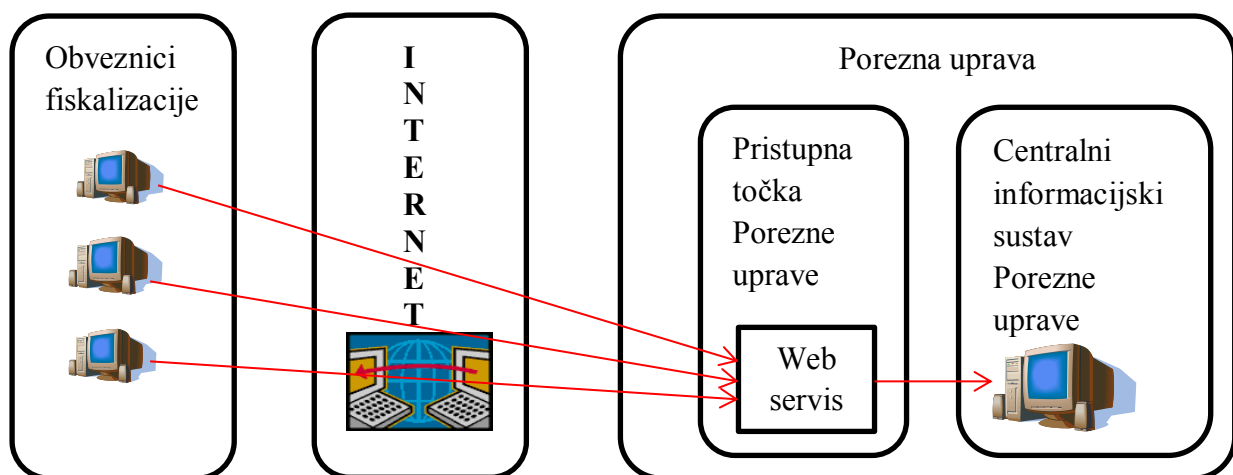 Obveznici
fiskalizacije
I
N
T
E
R
N
E
T
Porezna uprava
Pristupna
točka
Porezne
uprave
Web
servis
Centralni
informacijski
sustav
Porezne
uprave